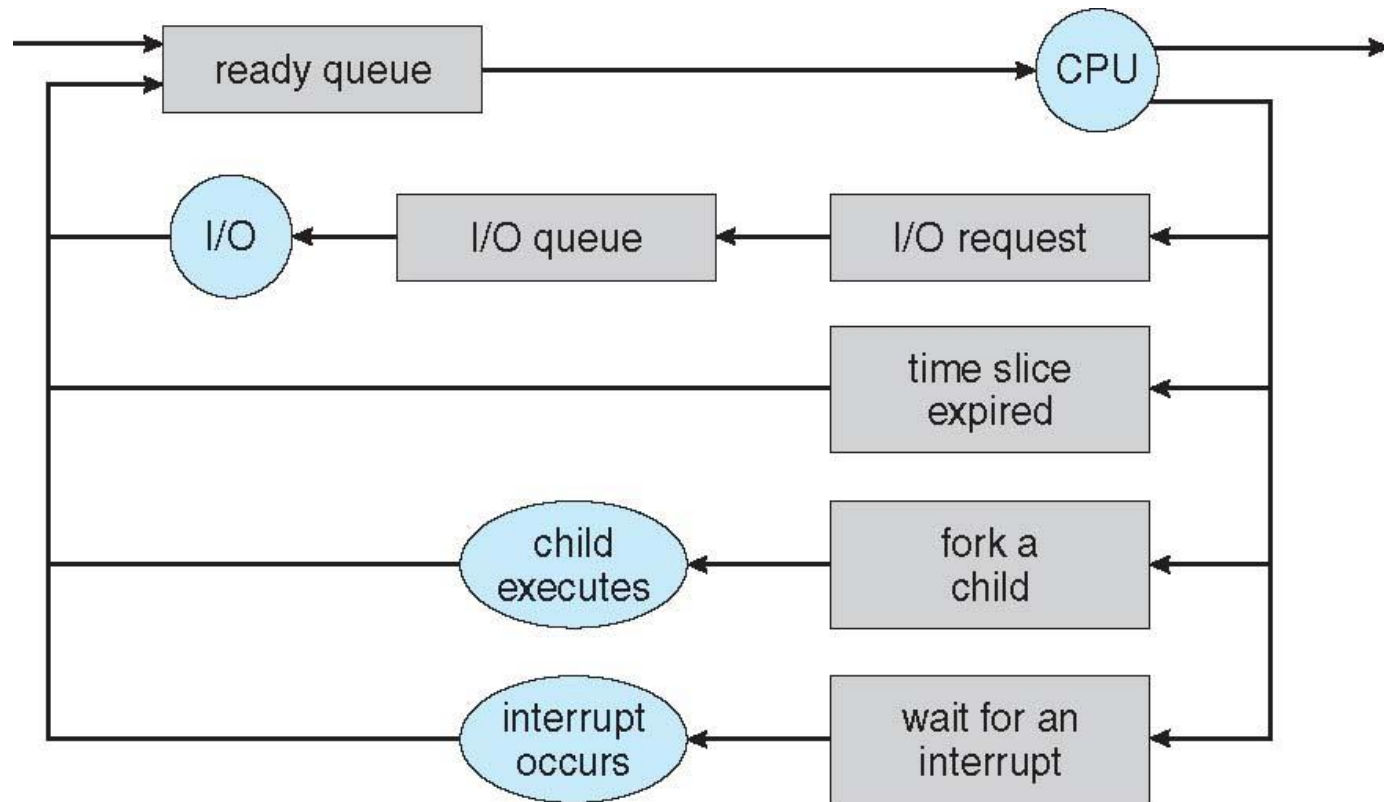 ready queue
CPU
I/O
I/O queue
I/O request
time slice
expired
child
executes
fork a
child
interrupt
occurs
wait for an
interrupt